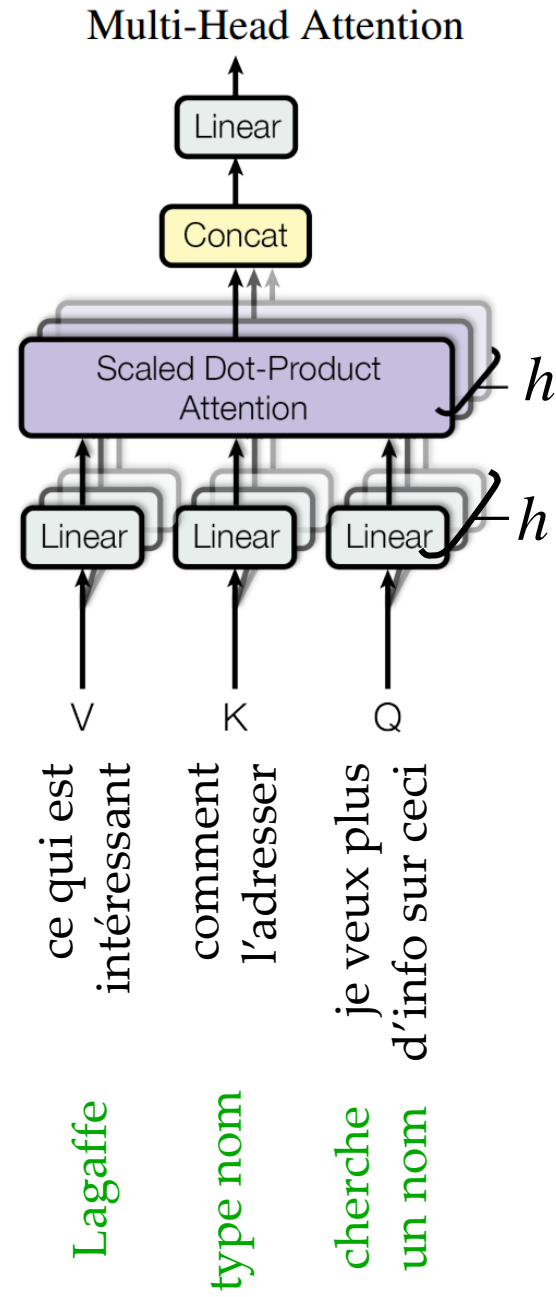 Multi-Head Attention
Linear
Concat
Scaled Dot-Product
Attention
h
Linear
Linear
Linear
h
V
K
Q
ce qui est
intéressant
comment
l'adresser
je veux plus
d'info sur ceci
Lagaffe
type nom
cherche
un nom